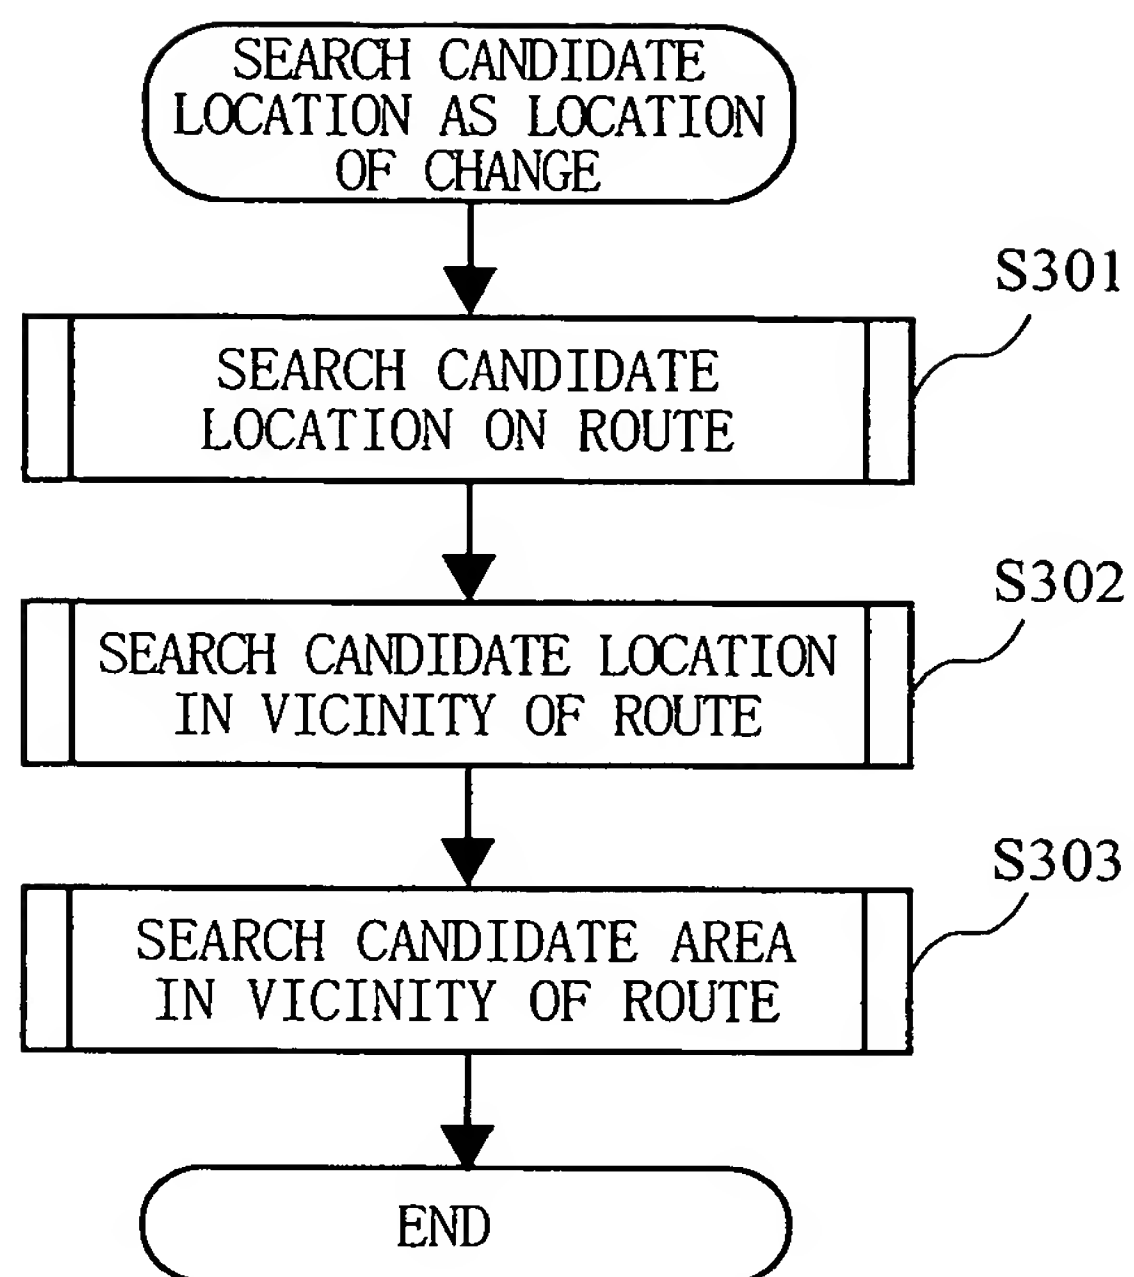 SEARCH CANDIDATE
LOCATION AS LOCATION
OF CHANGE
S301
SEARCH CANDIDATE
LOCATION ON ROUTE
S302
SEARCH CANDIDATE LOCATION
IN VICINITY OF ROUTE
S303
SEARCH CANDIDATE AREA
IN VICINITY OF ROUTE
END